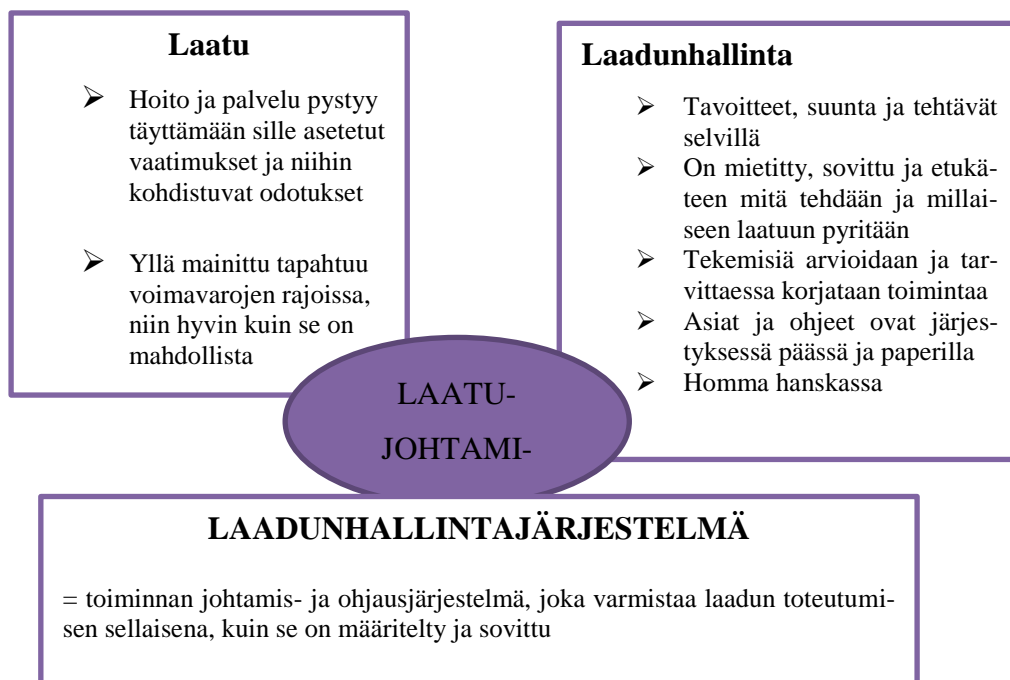 Laatu
➢ Hoito ja palvelu pystyy
täyttämään sille asetetut
vaatimukset ja niihin
kohdistuvat odotukset
➢ Yllä mainittu tapahtuu
voimavarojen rajoissa,
niin hyvin kuin se on
mahdollista
Laadunhallinta
➢ Tavoitteet, suunta ja tehtävät
selvillä
➢ On mietitty, sovittu ja etukä-
teen mitä tehdään ja millai-
seen laatuun pyritään
➢ Tekemisiä arvioidaan ja tar-
vittaessa korjataan toimintaa
➢ Asiat ja ohjeet ovat järjes-
tyksessä päässä ja paperilla
➢ Homma hanskassa
LAATU-
JOHTAMI-
LAADUNHALLINTAJÄRJESTELMÄ
= toiminnan johtamis- ja ohjausjärjestelmä, joka varmistaa laadun toteutumi-
sen sellaisena, kuin se on määritelty ja sovittu